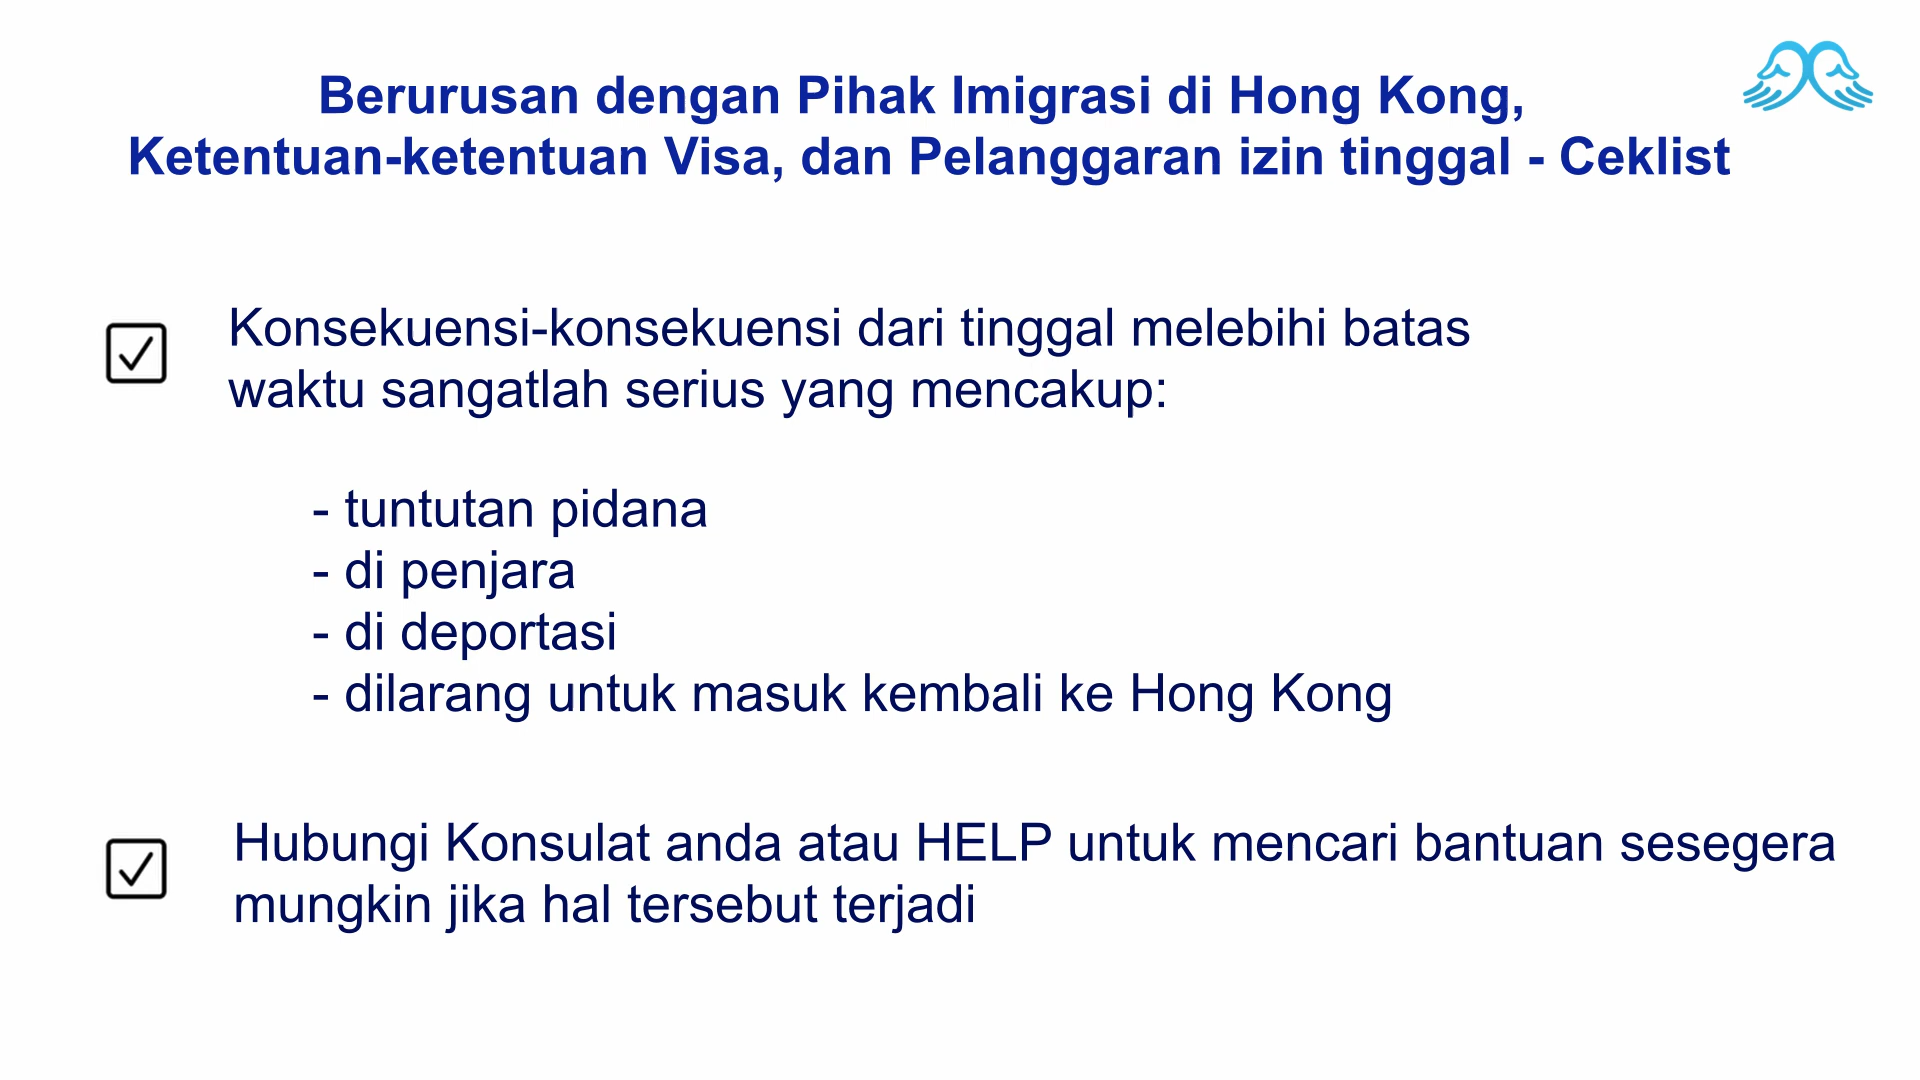 Berurusan dengan Pihak Imigrasi di Hong Kong,
Ketentuan-ketentuan Visa, dan Pelanggaran izin tinggal - Ceklist
Konsekuensi-konsekuensi dari tinggal melebihi batas
waktu sangatlah serius yang mencakup:
- tuntutan pidana
- di penjara
- di deportasi
- dilarang untuk masuk kembali ke Hong Kong
Hubungi Konsulat anda atau HELP untuk mencari bantuan sesegera
mungkin jika hal tersebut terjadi